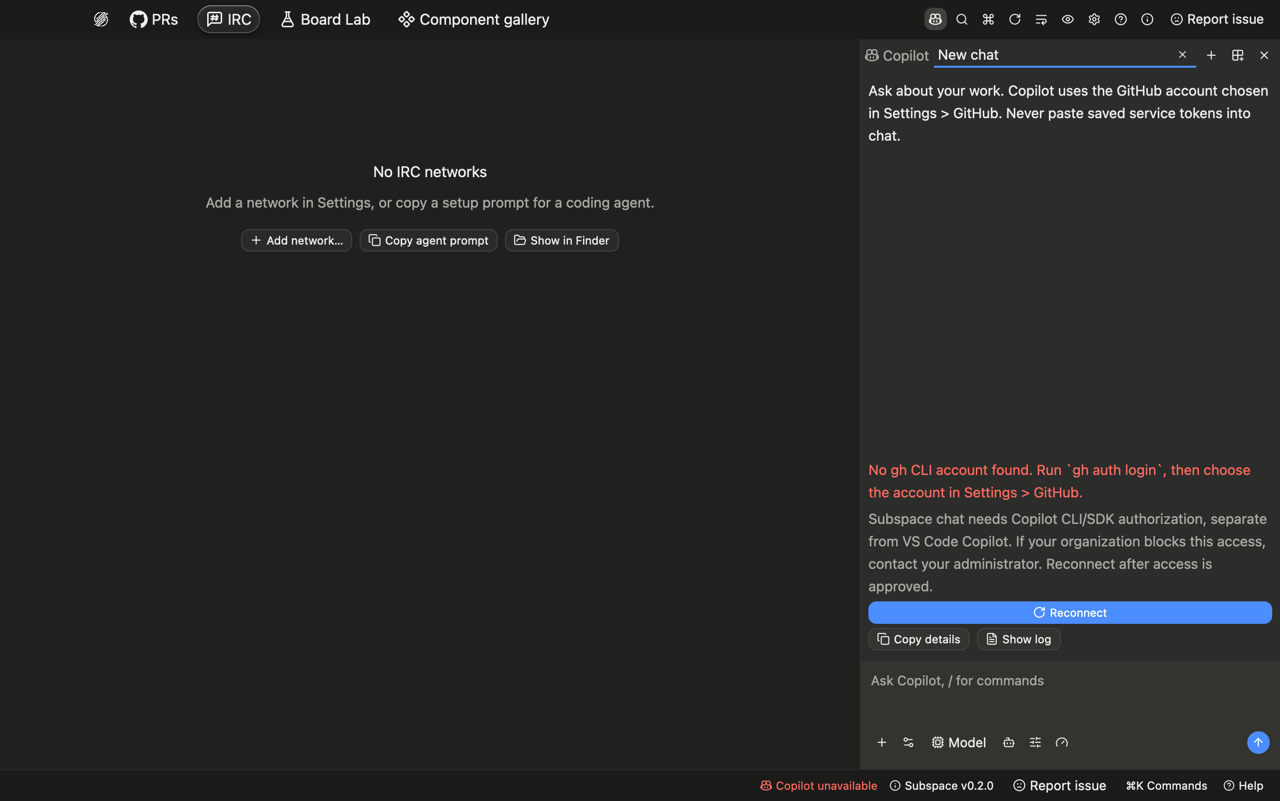 PRs
IRC
Board Lab
Component gallery
Report issue
Copilot
New chat
Ask about your work. Copilot uses the GitHub account chosen
in Settings > GitHub. Never paste saved service tokens into
chat.
No IRC networks
Add a network in Settings, or copy a setup prompt for a coding agent.
Add network...
Copy agent prompt
Show in Finder
No gh CLI account found. Run `gh auth login`, then choose
the account in Settings > GitHub.
Subspace chat needs Copilot CLI/SDK authorization, separate
from VS Code Copilot. If your organization blocks this access,
contact your administrator. Reconnect after access is
approved.
Reconnect
Copy details
Show log
Ask Copilot, / for commands
Model
Copilot unavailable
Subspace v0.2.0
Report issue
⌘K Commands
Help